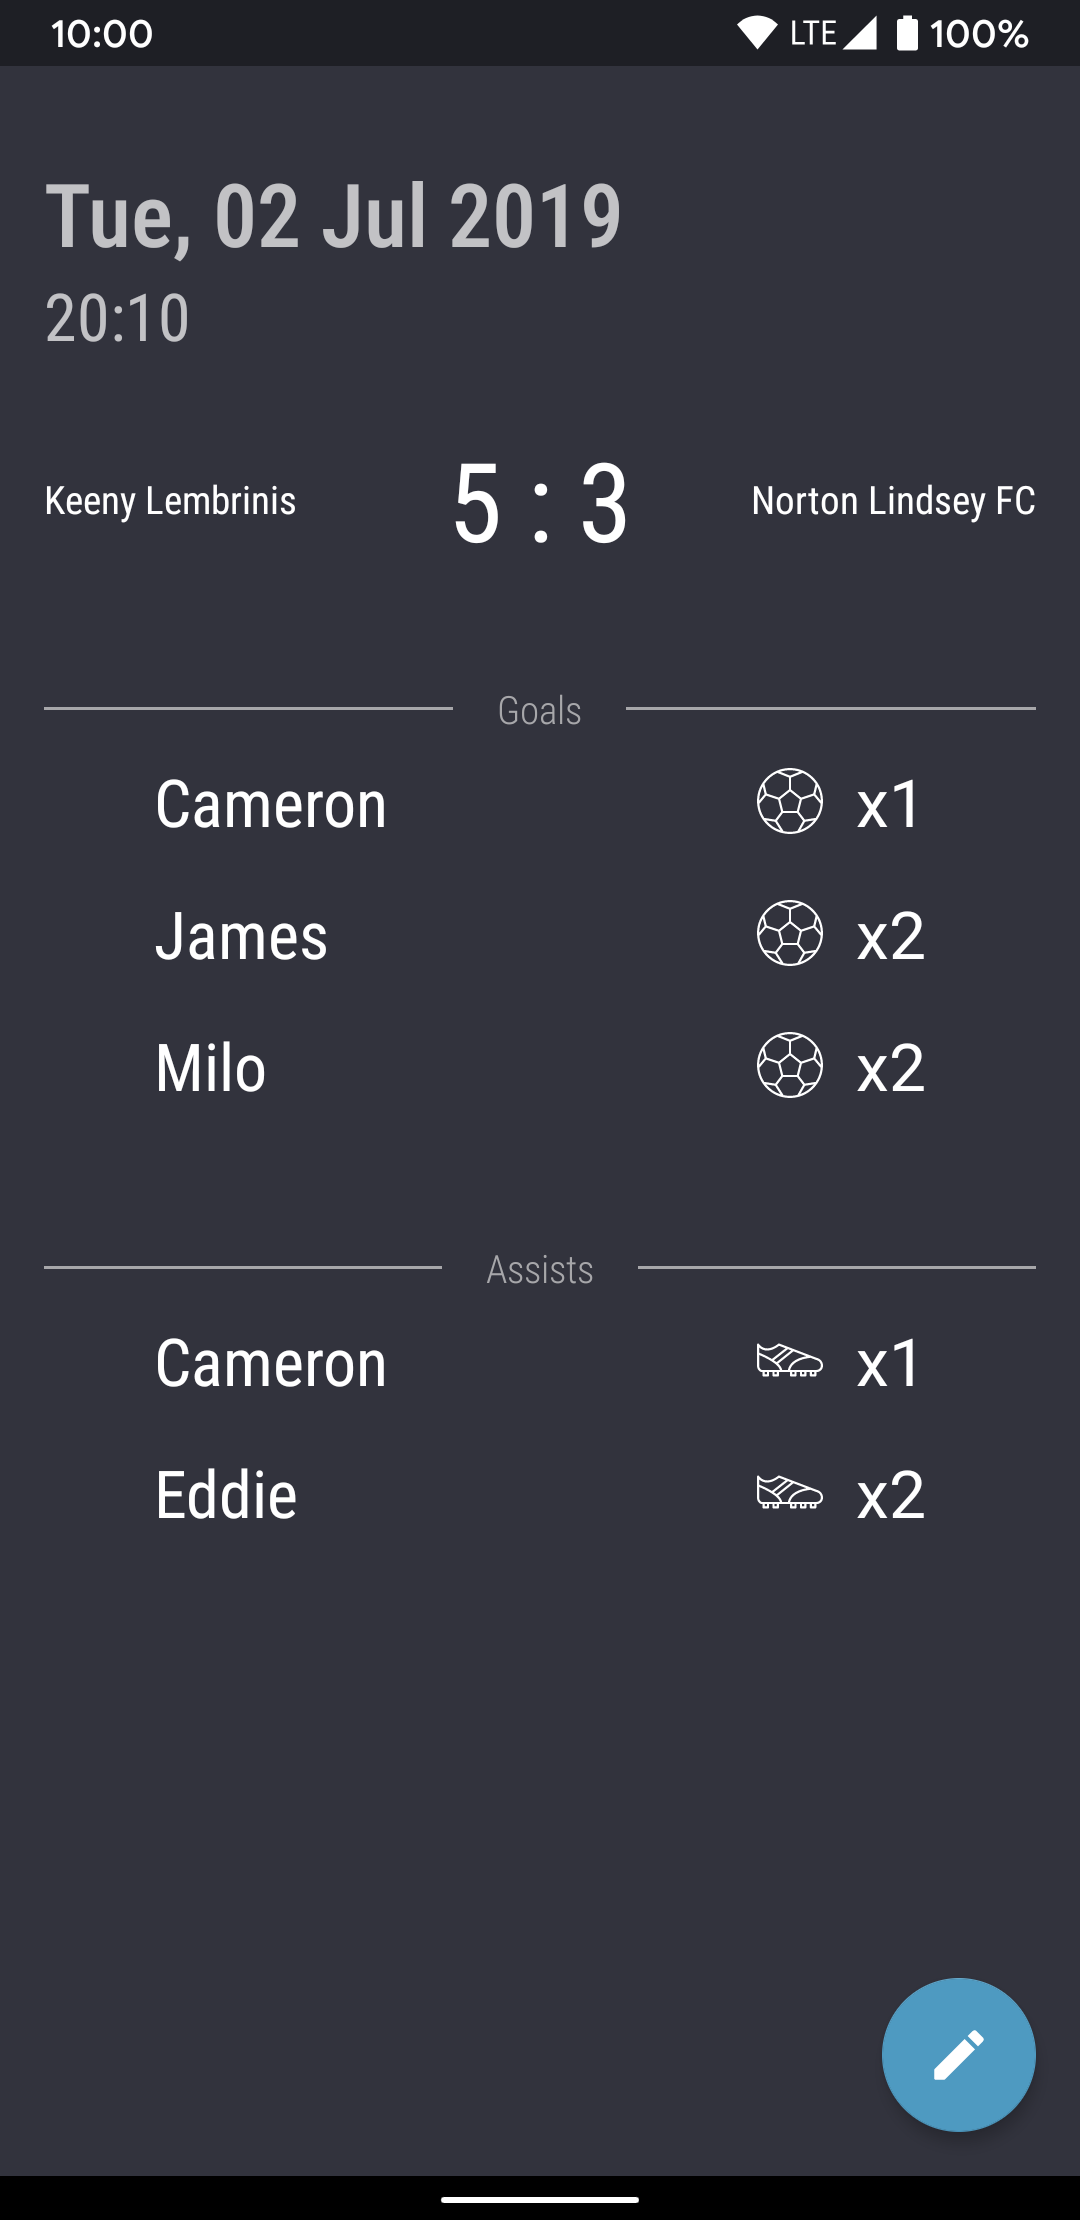 10:00 LTE 100%
Tue, 02 Jul 2019
20:10
Keeny Lembrinis 5 : 3 Norton Lindsey FC
Goals
Cameron x1
James x2
Milo x2
Assists
Cameron x1
Eddie x2